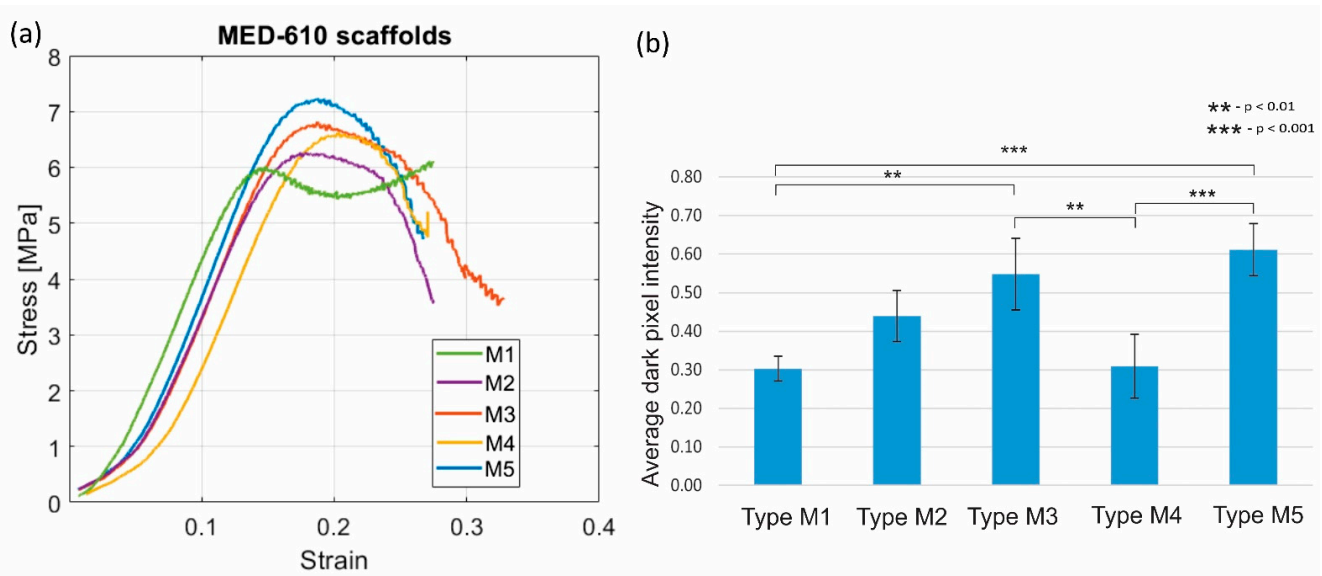 (a)
MED-610 scaffolds
Stress [MPa]
8
7
6
5
4
3
2
1
0
0.1 0.2 0.3 0.4
Strain
M1
M2
M3
M4
M5
(b)
** - p < 0.01
*** - p < 0.001
***
**
**
***
Average dark pixel intensity
0.80
0.70
0.60
0.50
0.40
0.30
0.20
0.10
0.00
Type M1 Type M2 Type M3 Type M4 Type M5